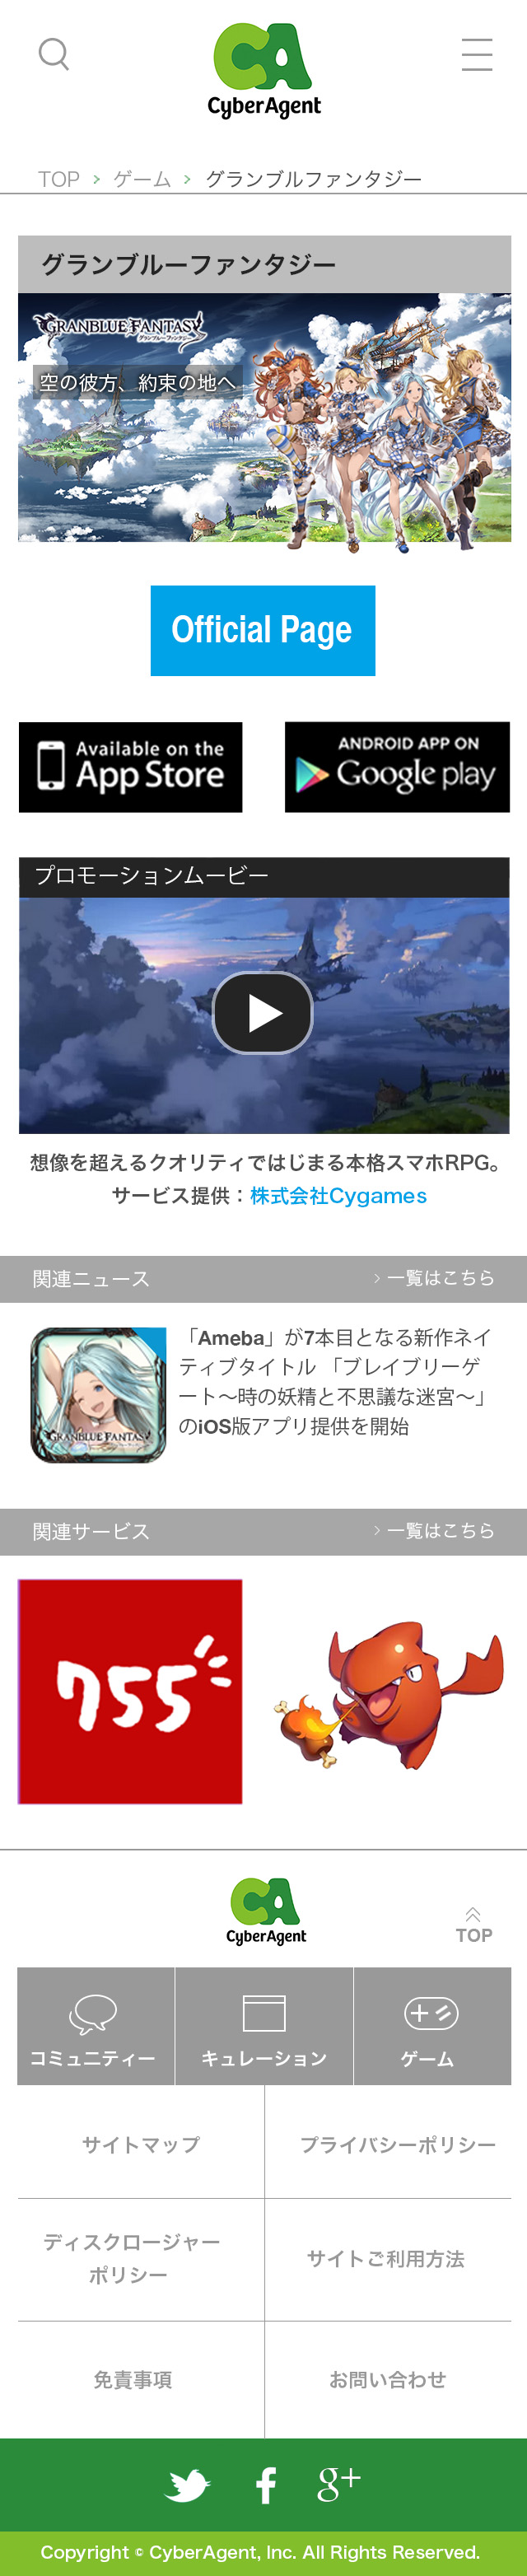 CA
CyberAgent
TOP > ゲーム > グランブルファンタジー
グランブルーファンタジー
GRANBLUE FANTASY
グランブルーファンタジー
空の彼方、約束の地へ
Official Page
Available on the
App Store
ANDROID APP ON
Google play
プロモーションムービー
想像を超えるクオリティではじまる本格スマホRPG。
サービス提供：株式会社Cygames
関連ニュース
> 一覧はこちら
「Ameba」が7本目となる新作ネイ
ティブタイトル 「ブレイブリーゲ
ート〜時の妖精と不思議な迷宮〜」
のiOS版アプリ提供を開始
GRANBLUE FANTASY
関連サービス
> 一覧はこちら
755
CA
CyberAgent
TOP
コミュニティー
キュレーション
ゲーム
サイトマップ
プライバシーポリシー
ディスクロージャー
ポリシー
サイトご利用方法
免責事項
お問い合わせ
f
g+
Copyright © CyberAgent, Inc. All Rights Reserved.